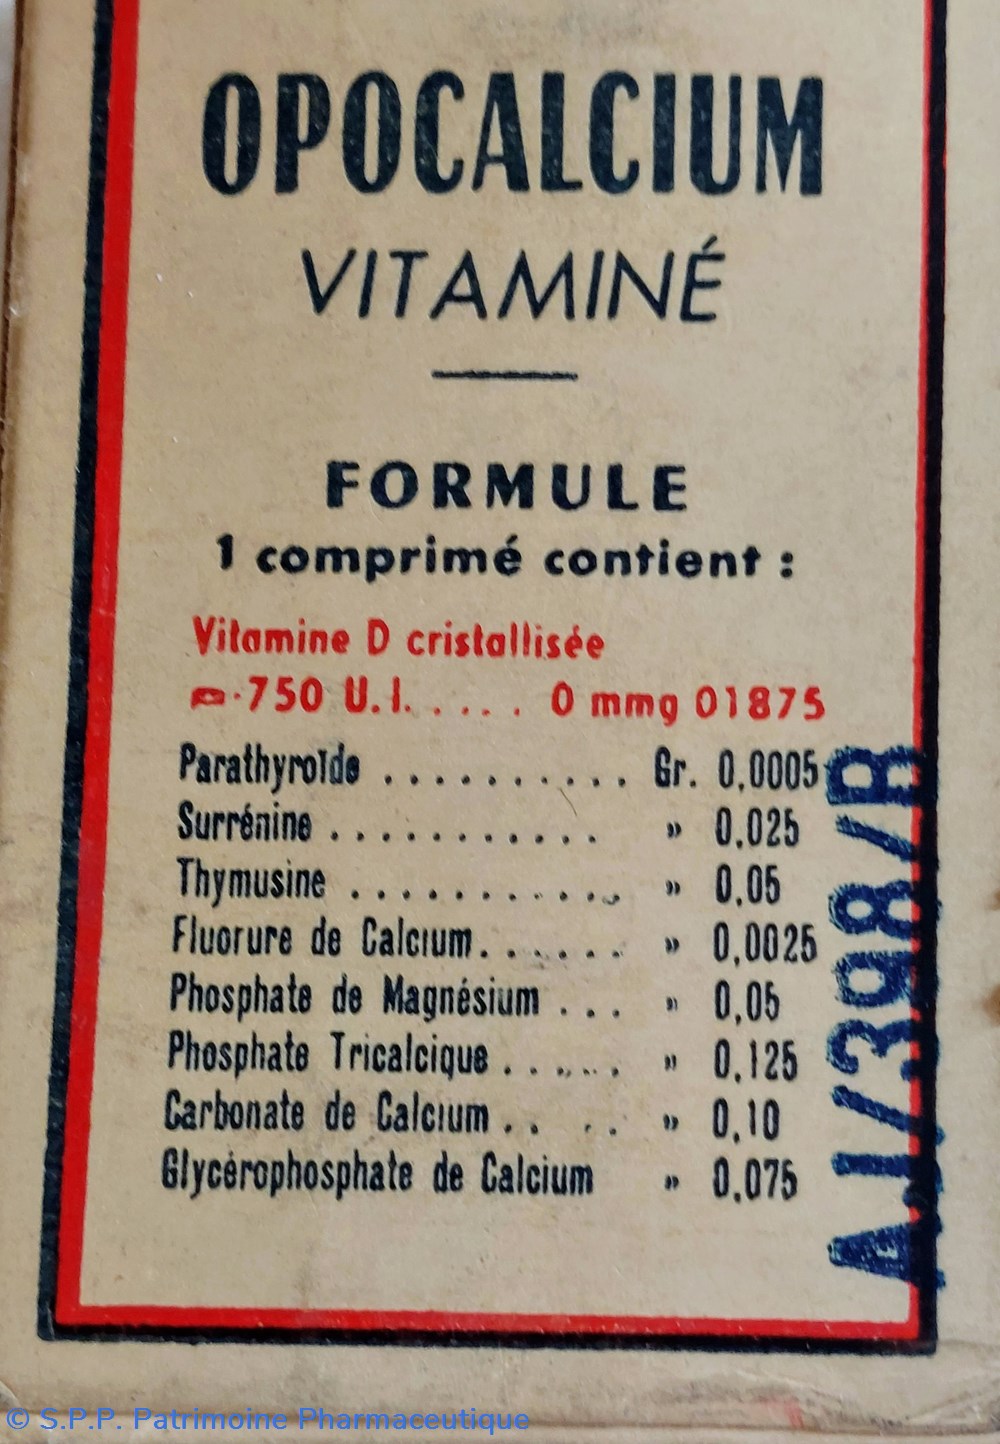 OPOCALCIUM
VITAMINÉ
FORMULE
1 comprimé contient :
Vitamine D cristallisée
750 U.I. . . . . 0 mmg 01875
Parathyroïde . . . . . . . . . . Gr. 0,0005
Surrénine . . . . . . . . . . . » 0,025
Thymusine . . . . . . . . . . . » 0,05
Fluorure de Calcium . . . . . . » 0,0025
Phosphate de Magnésium . . . » 0,05
Phosphate Tricalcique . . . . . . » 0,125
Carbonate de Calcium . . . . » 0,10
Glycérophosphate de Calcium » 0,075
AJ/398/B
© S.P.P. Patrimoine Pharmaceutique